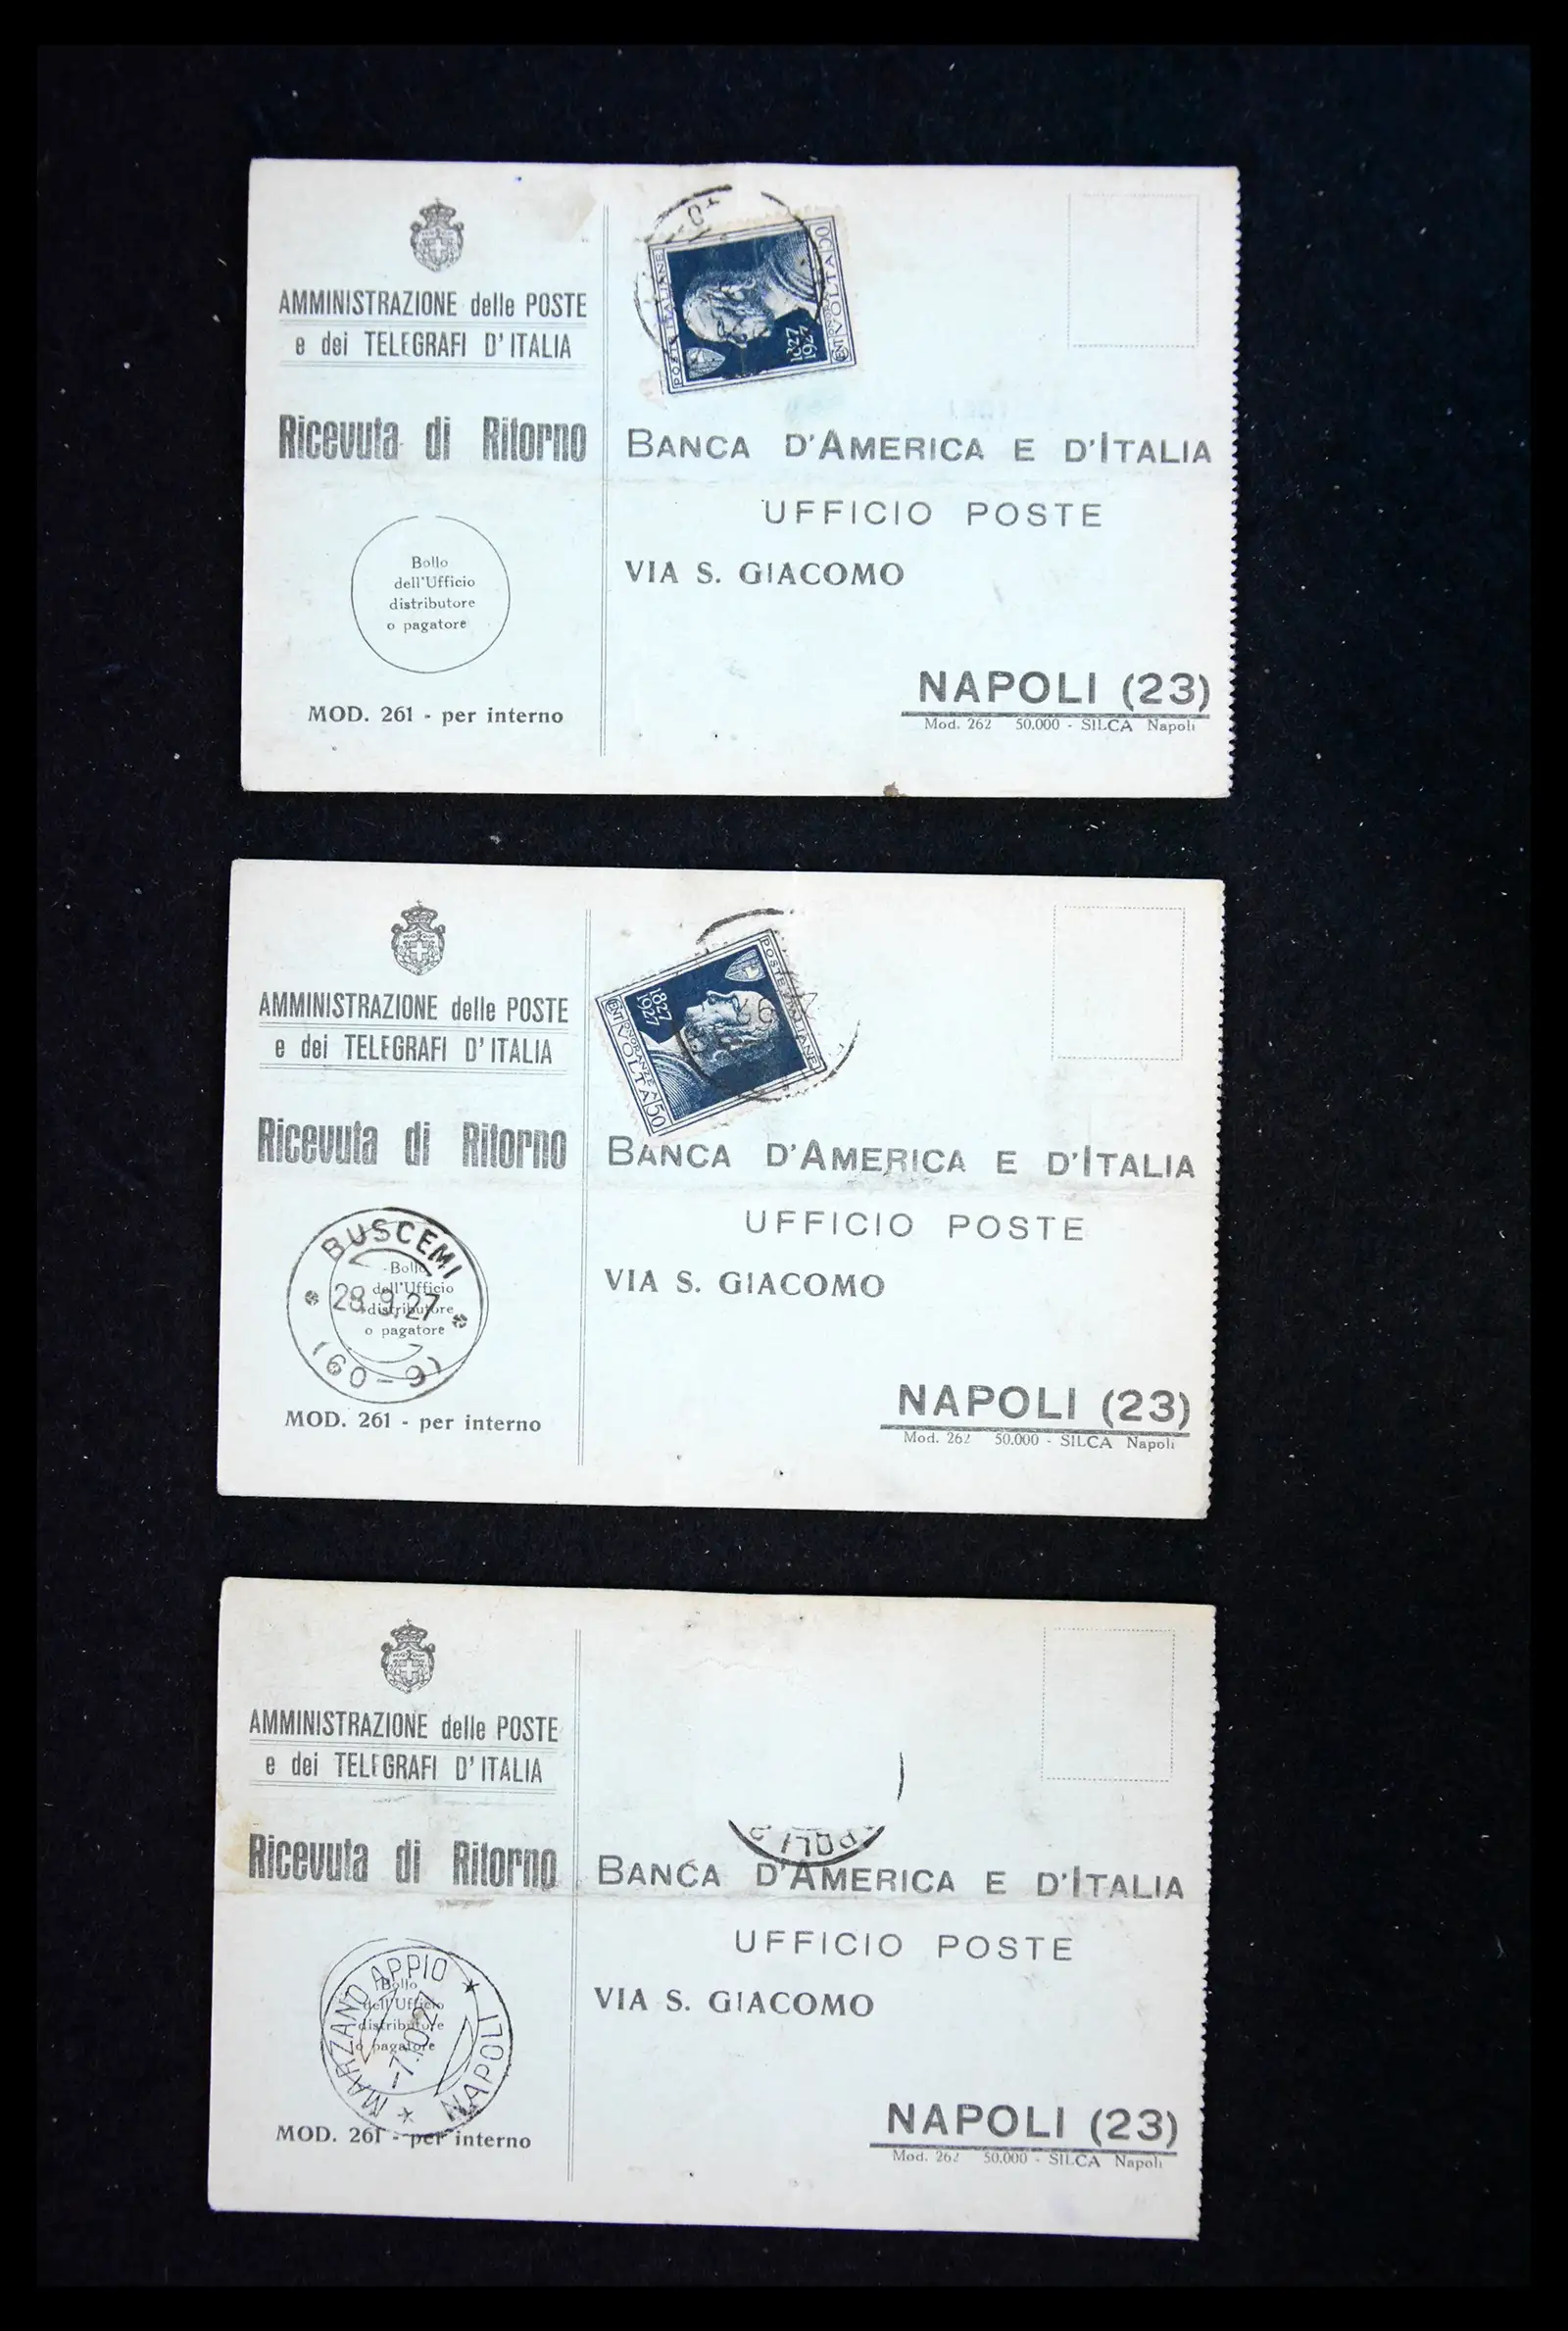 AMMINISTRAZIONE delle POSTE
e dei TELEGRAFI D'ITALIA
Ricevuta di Ritorno
Bollo
dell'Ufficio
distributore
o pagatore
MOD. 261 - per interno
POSTE ITALIANE
1827
1927
CENT ONORANZE A VOLTA 50
BANCA D'AMERICA E D'ITALIA
UFFICIO POSTE
VIA S. GIACOMO
NAPOLI (23)
Mod. 262 50.000 - SILCA Napoli
AMMINISTRAZIONE delle POSTE
e dei TELEGRAFI D'ITALIA
Ricevuta di Ritorno
BUSCEMI
28.9.27
(60-9)
Bollo
dell'Ufficio
distributore
o pagatore
MOD. 261 - per interno
POSTE ITALIANE
1827
1927
CENT ONORANZE A VOLTA 50
BANCA D'AMERICA E D'ITALIA
UFFICIO POSTE
VIA S. GIACOMO
NAPOLI (23)
Mod. 262 50.000 - SILCA Napoli
AMMINISTRAZIONE delle POSTE
e dei TELEGRAFI D'ITALIA
Ricevuta di Ritorno
MARZANO APPIO
-7.10.27
NAPOLI
Bollo
dell'Ufficio
distributore
o pagatore
MOD. 261 - per interno
BANCA D'AMERICA E D'ITALIA
UFFICIO POSTE
VIA S. GIACOMO
NAPOLI (23)
Mod. 262 50.000 - SILCA Napoli